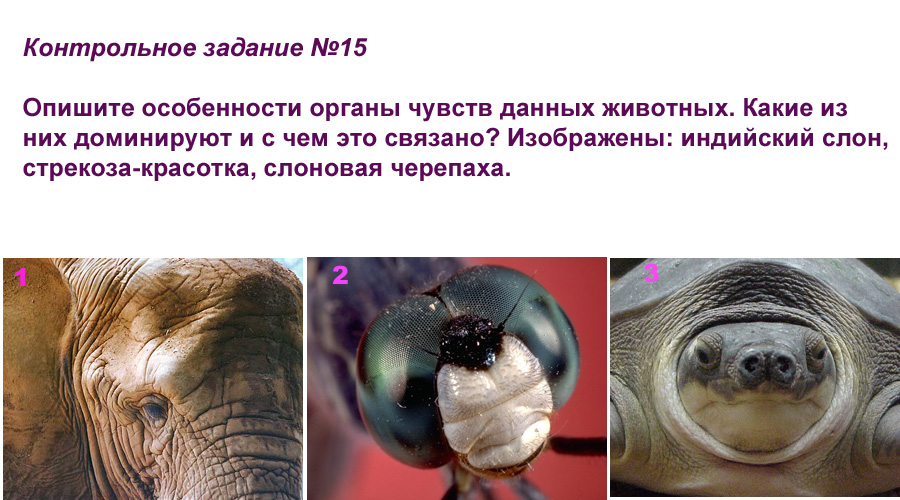 Контрольное задание №15
Опишите особенности органы чувств данных животных. Какие из
них доминируют и с чем это связано? Изображены: индийский слон,
стрекоза-красотка, слоновая черепаха.
1 2 3